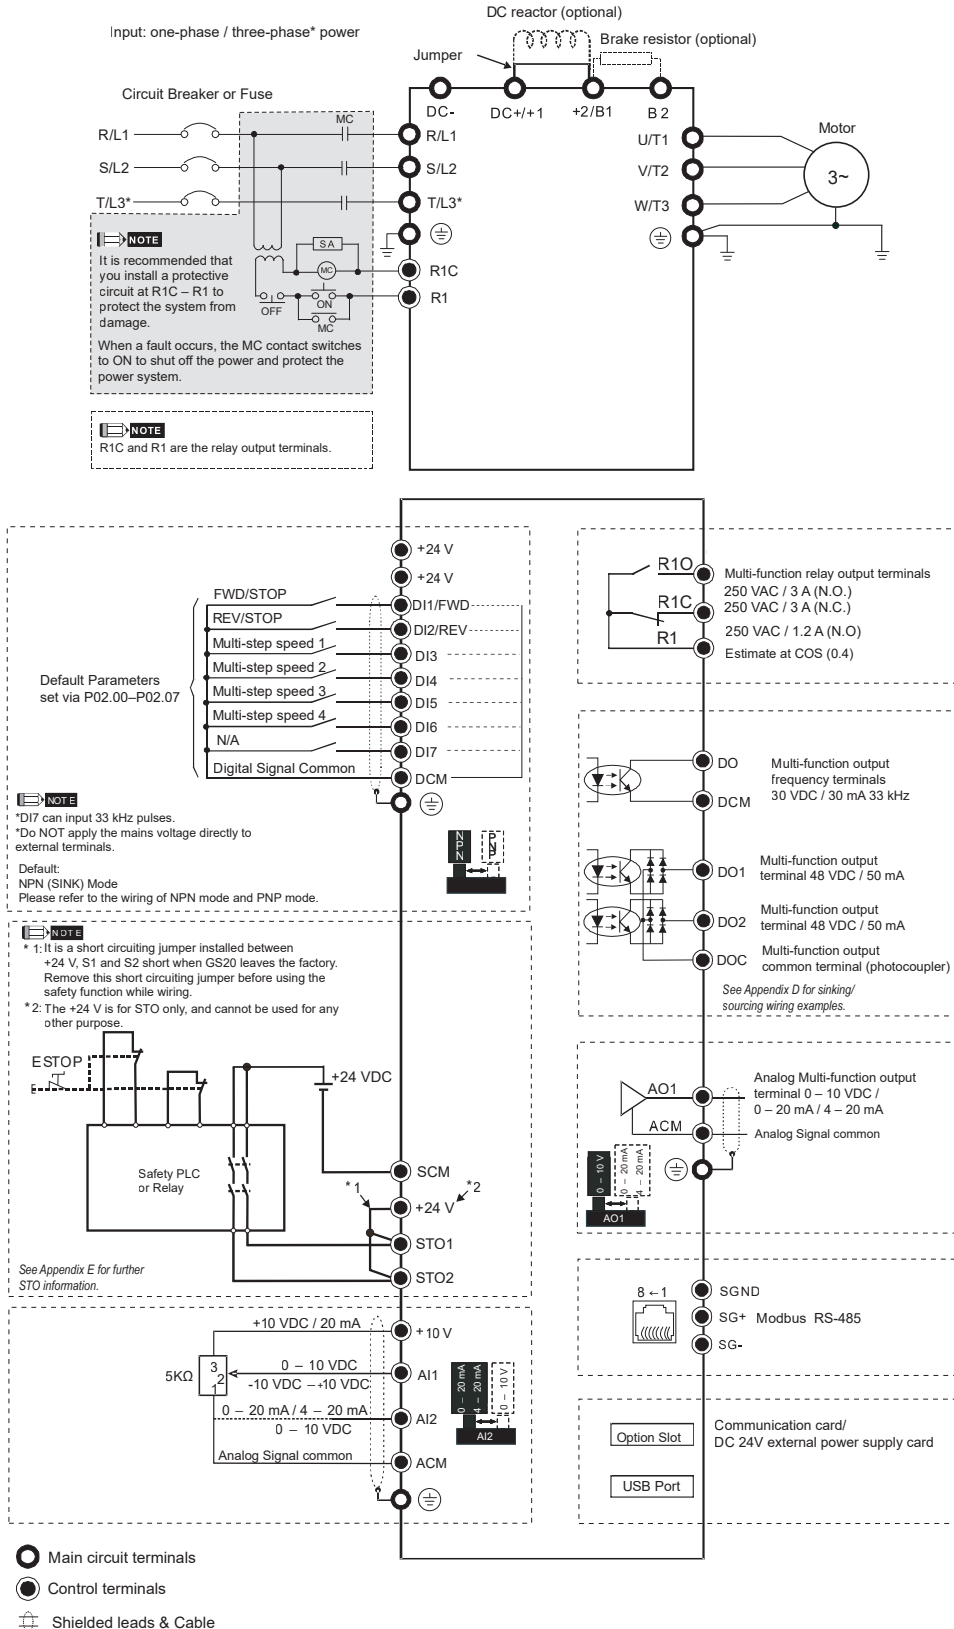 DC reactor (optional)
Input: one-phase / three-phase* power
Brake resistor (optional)
Jumper
Circuit Breaker or Fuse
DC-
DC+/+1
+2/B1
B2
MC
R/L1
R/L1
U/T1
Motor
S/L2
S/L2
V/T2
3~
T/L3*
T/L3*
W/T3
NOTE
It is recommended that
you install a protective
circuit at R1C – R1 to
protect the system from
damage.
When a fault occurs, the MC contact switches
to ON to shut off the power and protect the
power system.
SA
MC
R1C
OFF
ON
MC
R1
NOTE
R1C and R1 are the relay output terminals.
+24 V
+24 V
FWD/STOP
DI1/FWD
REV/STOP
DI2/REV
Multi-step speed 1
DI3
Multi-step speed 2
DI4
Multi-step speed 3
DI5
Multi-step speed 4
DI6
N/A
DI7
Digital Signal Common
DCM
Default Parameters
set via P02.00–P02.07
NOTE
*DI7 can input 33 kHz pulses.
*Do NOT apply the mains voltage directly to
external terminals.
Default:
NPN (SINK) Mode
Please refer to the wiring of NPN mode and PNP mode.
NPN
PNP
R1O
Multi-function relay output terminals
250 VAC / 3 A (N.O.)
R1C
250 VAC / 3 A (N.C.)
R1
250 VAC / 1.2 A (N.O)
Estimate at COS (0.4)
DO
DCM
Multi-function output
frequency terminals
30 VDC / 30 mA 33 kHz
DO1
Multi-function output
terminal 48 VDC / 50 mA
DO2
Multi-function output
terminal 48 VDC / 50 mA
DOC
Multi-function output
common terminal (photocoupler)
See Appendix D for sinking/
sourcing wiring examples.
NOTE
* 1: It is a short circuiting jumper installed between
+24 V, S1 and S2 short when GS20 leaves the factory.
Remove this short circuiting jumper before using the
safety function while wiring.
* 2: The +24 V is for STO only, and cannot be used for any
other purpose.
ESTOP
+24 VDC
Safety PLC
or Relay
SCM
*1
*2
+24 V
STO1
STO2
See Appendix E for further
STO information.
AO1
Analog Multi-function output
terminal 0 – 10 VDC /
0 – 20 mA / 4 – 20 mA
ACM
Analog Signal common
0 – 10 V
0 – 20 mA
4 – 20 mA
AO1
8 ← 1
SGND
SG+
Modbus RS-485
SG-
+10 VDC / 20 mA
+10V
5KΩ
3
2
1
0 – 10 VDC
-10 VDC – +10 VDC
AI1
0 – 20 mA / 4 – 20 mA
0 – 10 VDC
AI2
Analog Signal common
ACM
0 – 20 mA
4 – 20 mA
0 – 10 V
AI2
Option Slot
Communication card/
DC 24V external power supply card
USB Port
Main circuit terminals
Control terminals
Shielded leads & Cable